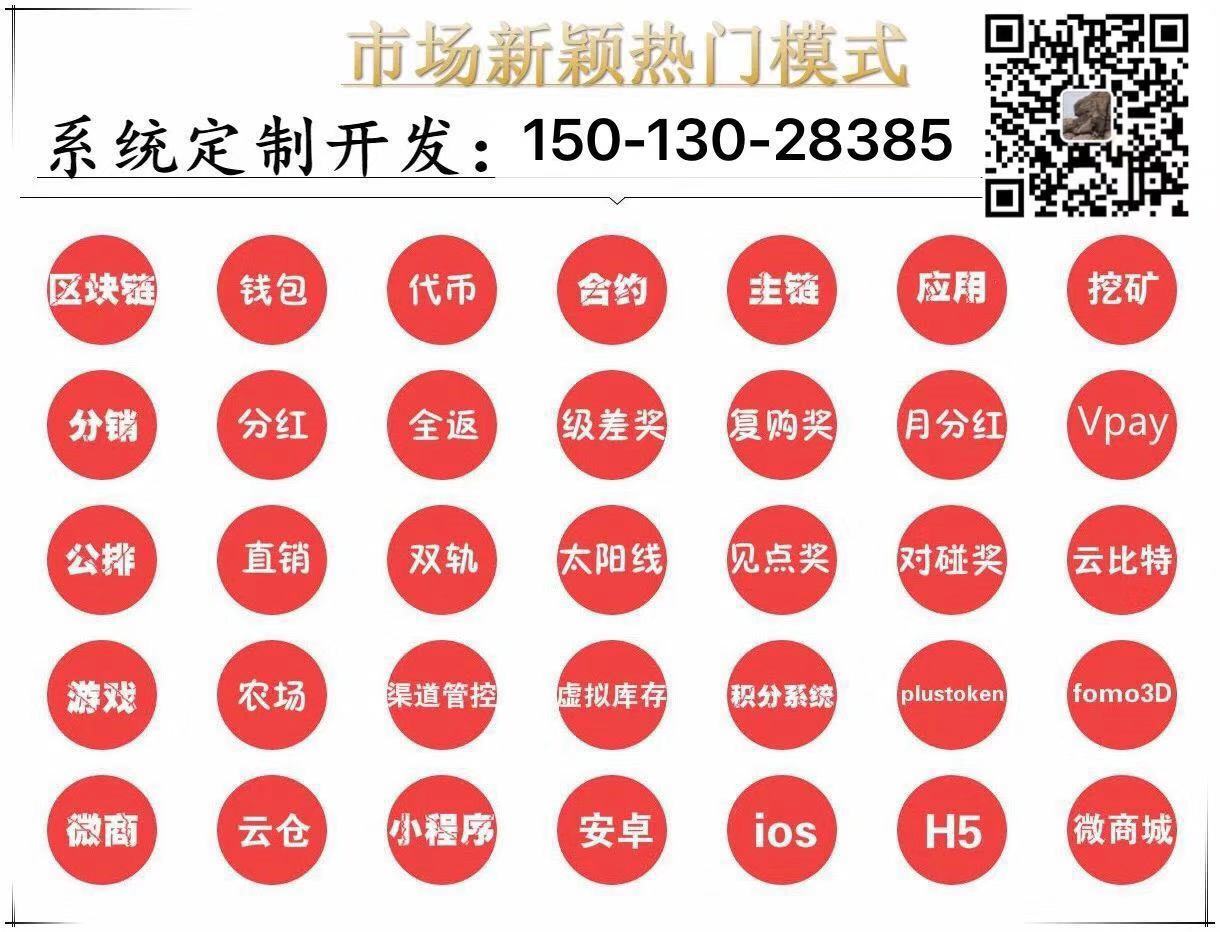 市场新颖热门模式
系统定制开发：150-130-28385
区块链 钱包 代币 合约 主链 应用 挖矿
分销 分红 全返 级差奖 复购奖 月分红 Vpay
公排 直销 双轨 太阳线 见点奖 对碰奖 云比特
游戏 农场 渠道管控 虚拟库存 积分系统 plustoken fomo3D
微商 云仓 小程序 安卓 ios H5 微商城